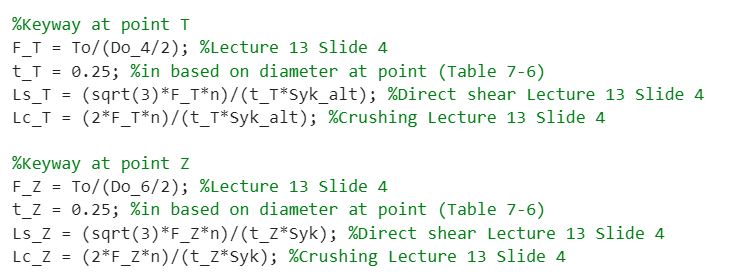 %Keyway at point T
F_T = To/(Do_4/2); %Lecture 13 Slide 4
t_T = 0.25; %in based on diameter at point (Table 7-6)
Ls_T = (sqrt(3)*F_T*n)/(t_T*Syk_alt); %Direct shear Lecture 13 Slide 4
Lc_T = (2*F_T*n)/(t_T*Syk_alt); %Crushing Lecture 13 Slide 4
%Keyway at point Z
F_Z = To/(Do_6/2); %Lecture 13 Slide 4
t_Z = 0.25; %in based on diameter at point (Table 7-6)
Ls_Z = (sqrt(3)*F_Z*n)/(t_Z*Syk); %Direct shear Lecture 13 Slide 4
Lc_Z = (2*F_Z*n)/(t_Z*Syk); %Crushing Lecture 13 Slide 4